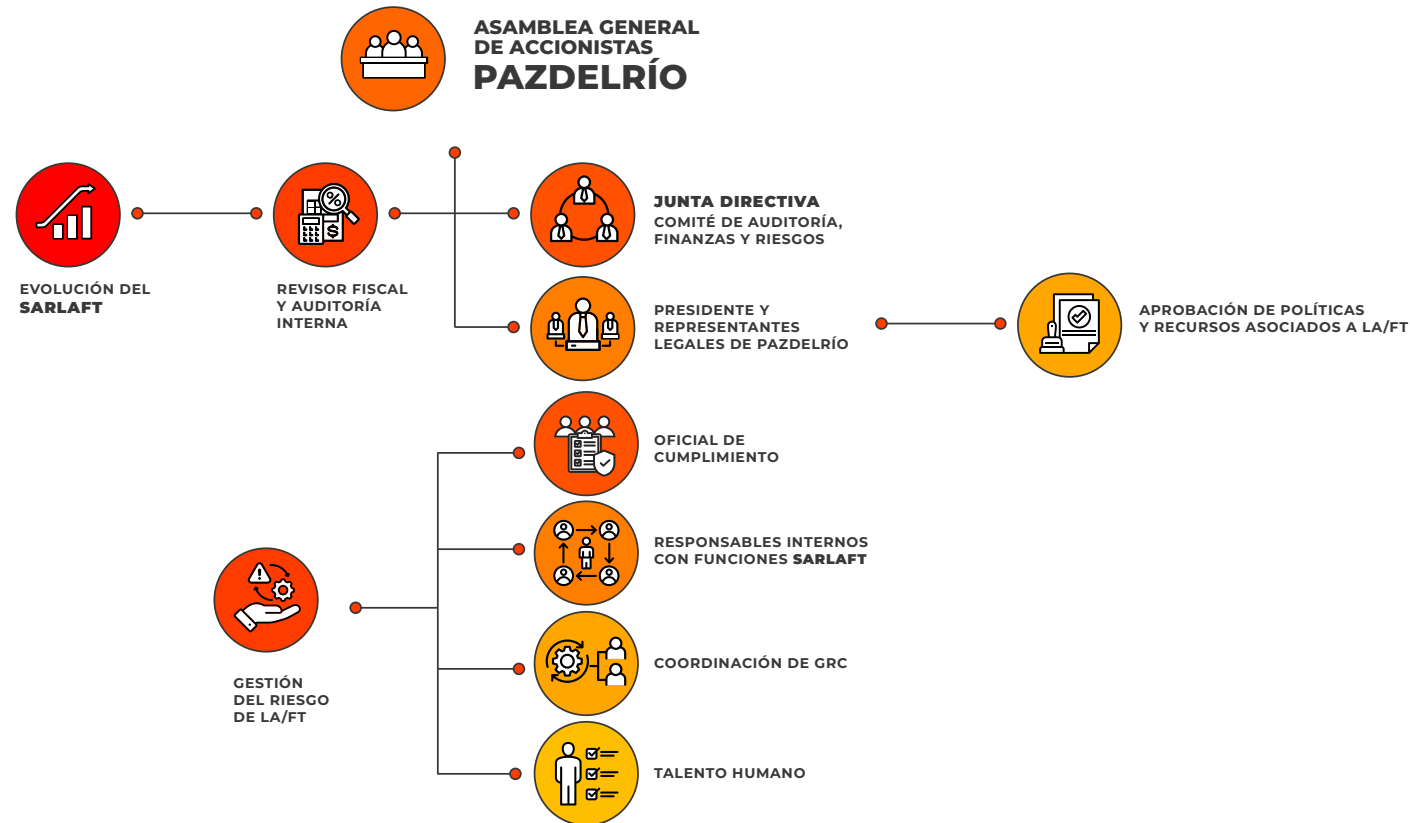 ASAMBLEA GENERAL
DE ACCIONISTAS
PAZDELRÍO
EVOLUCIÓN DEL
SARLAFT
REVISOR FISCAL
Y AUDITORÍA
INTERNA
%
$
JUNTA DIRECTIVA
COMITÉ DE AUDITORÍA,
FINANZAS Y RIESGOS
PRESIDENTE Y
REPRESENTANTES
LEGALES DE PAZDELRÍO
APROBACIÓN DE POLÍTICAS
Y RECURSOS ASOCIADOS A LA/FT
OFICIAL DE
CUMPLIMIENTO
RESPONSABLES INTERNOS
CON FUNCIONES SARLAFT
GESTIÓN
DEL RIESGO
DE LA/FT
COORDINACIÓN DE GRC
TALENTO HUMANO